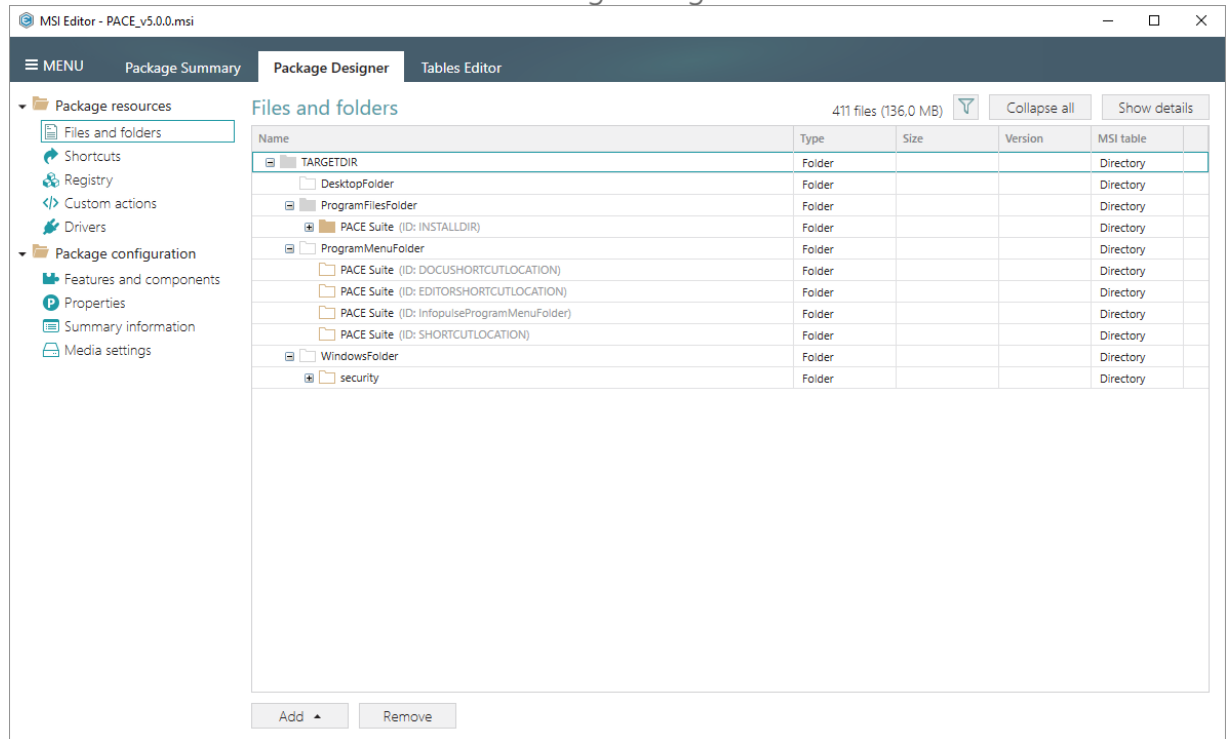 MSI Editor - PACE_v5.0.0.msi
MENU Package Summary Package Designer Tables Editor
Package resources
Files and folders
Shortcuts
Registry
Custom actions
Drivers
Package configuration
Features and components
Properties
Summary information
Media settings
Files and folders 411 files (136,0 MB) Collapse all Show details
Name Type Size Version MSI table
TARGETDIR Folder Directory
DesktopFolder Folder Directory
ProgramFilesFolder Folder Directory
PACE Suite (ID: INSTALLDIR) Folder Directory
ProgramMenuFolder Folder Directory
PACE Suite (ID: DOCUSHORTCUTLOCATION) Folder Directory
PACE Suite (ID: EDITORSHORTCUTLOCATION) Folder Directory
PACE Suite (ID: InfopulseProgramMenuFolder) Folder Directory
PACE Suite (ID: SHORTCUTLOCATION) Folder Directory
WindowsFolder Folder Directory
security Folder Directory
Add Remove